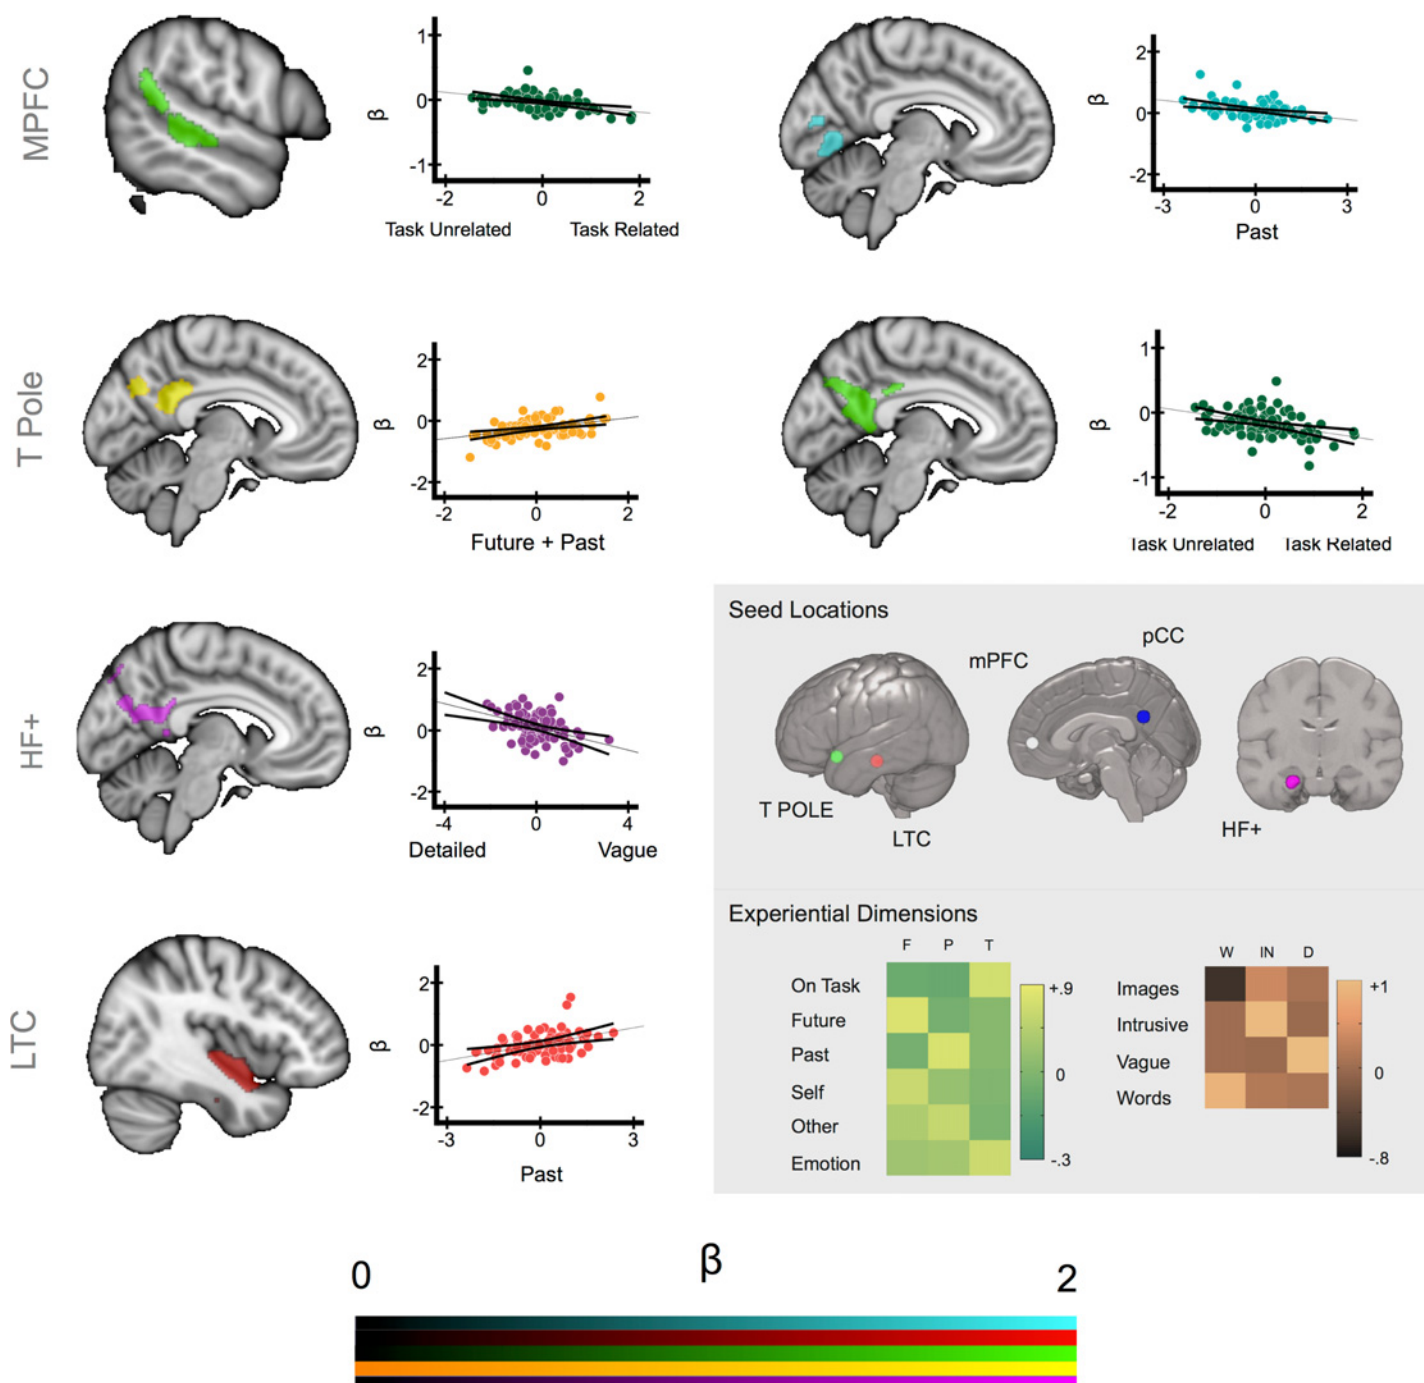 MPFC
1
0
-1
β
-2
0
2
Task Unrelated
Task Related
2
0
-2
β
-3
0
3
Past
T Pole
2
0
-2
β
-2
0
2
Future + Past
1
0
-1
β
-2
0
2
Task Unrelated
Task Related
HF+
2
0
-2
β
-4
0
4
Detailed
Vague
Seed Locations
pCC
mPFC
T POLE
LTC
HF+
LTC
2
0
-2
β
-3
0
3
Past
Experiential Dimensions
F P T
On Task
Future
Past
Self
Other
Emotion
+.9
0
-.3
W IN D
Images
Intrusive
Vague
Words
+1
0
-.8
0 β 2